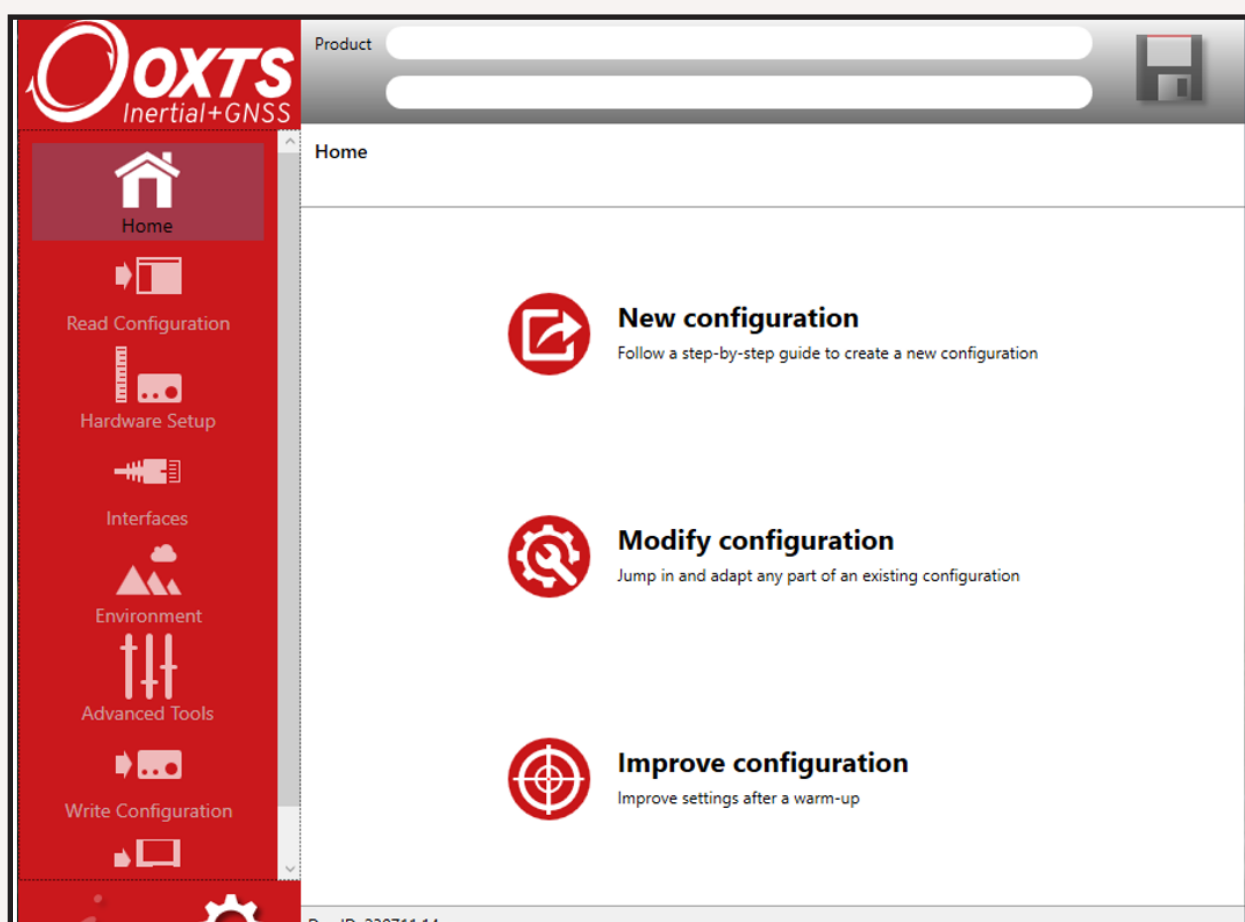 OXTS
Inertial+GNSS
Product
Home
Home
Read Configuration
Hardware Setup
Interfaces
Environment
Advanced Tools
Write Configuration
New configuration
Follow a step-by-step guide to create a new configuration
Modify configuration
Jump in and adapt any part of an existing configuration
Improve configuration
Improve settings after a warm-up